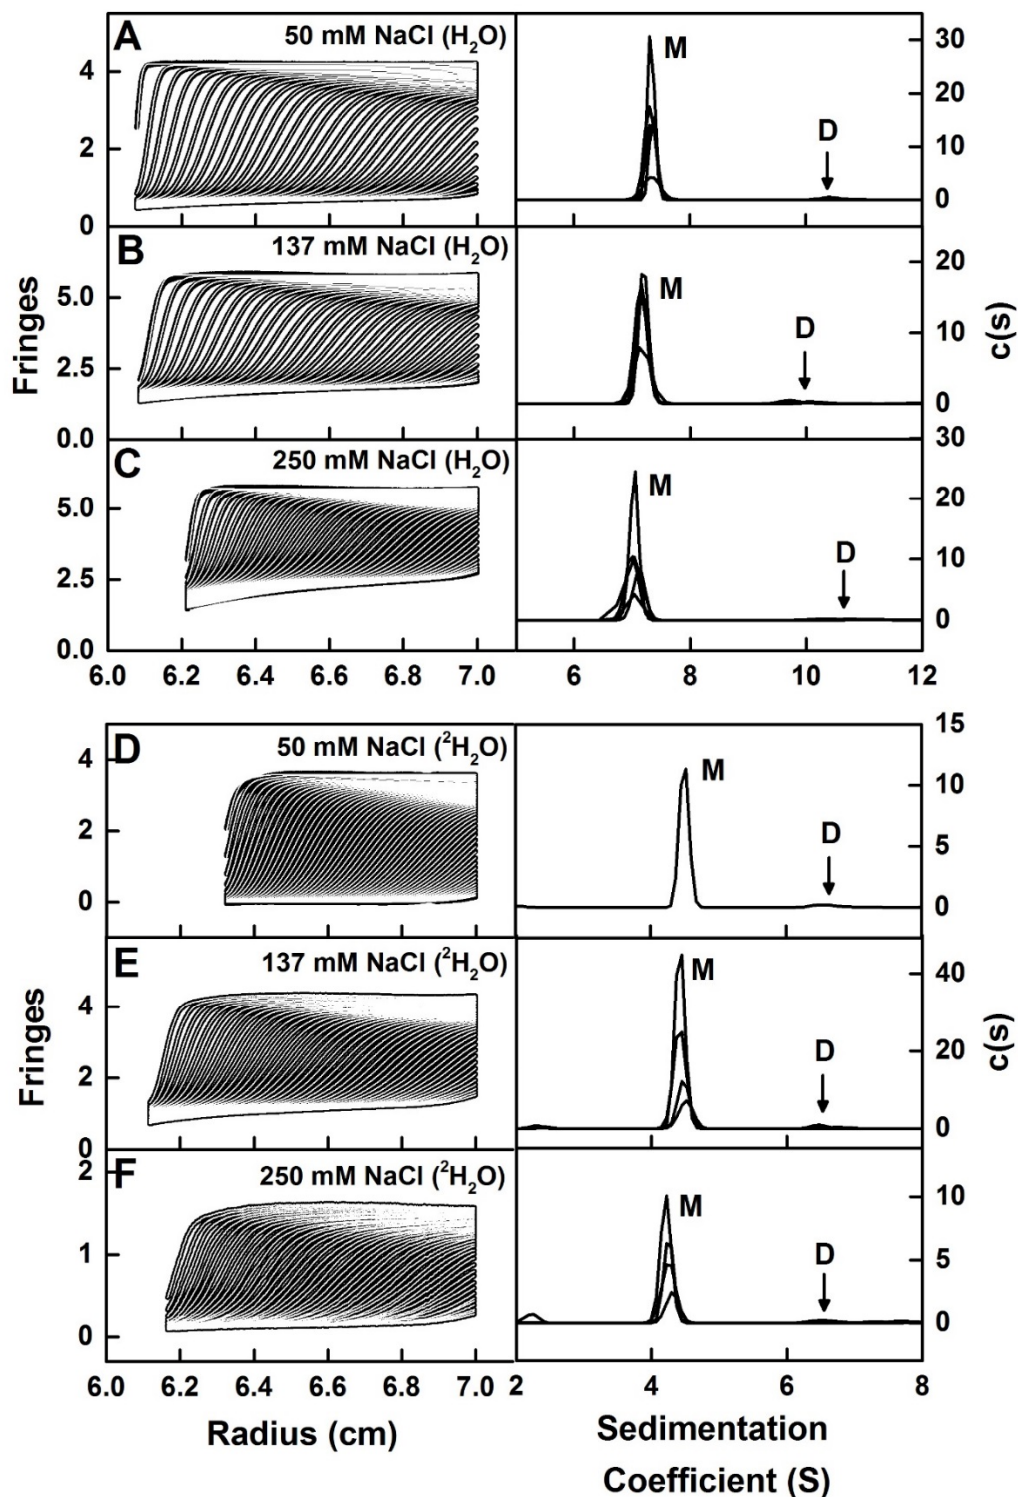 A
50 mM NaCl (H₂O)
4
2
0
M
D
30
20
10
0
B
137 mM NaCl (H₂O)
5.0
2.5
0.0
M
D
20
10
0
Fringes
c(s)
C
250 mM NaCl (H₂O)
5.0
2.5
0.0
M
D
30
20
10
0
6.0 6.2 6.4 6.6 6.8 7.0
6 8 10 12
D
50 mM NaCl (²H₂O)
4
2
0
M
D
15
10
5
0
E
137 mM NaCl (²H₂O)
4
2
0
M
D
40
20
0
Fringes
c(s)
F
250 mM NaCl (²H₂O)
2
1
0
M
D
10
5
0
6.0 6.2 6.4 6.6 6.8 7.0
2 4 6 8
Radius (cm)
Sedimentation
Coefficient (S)